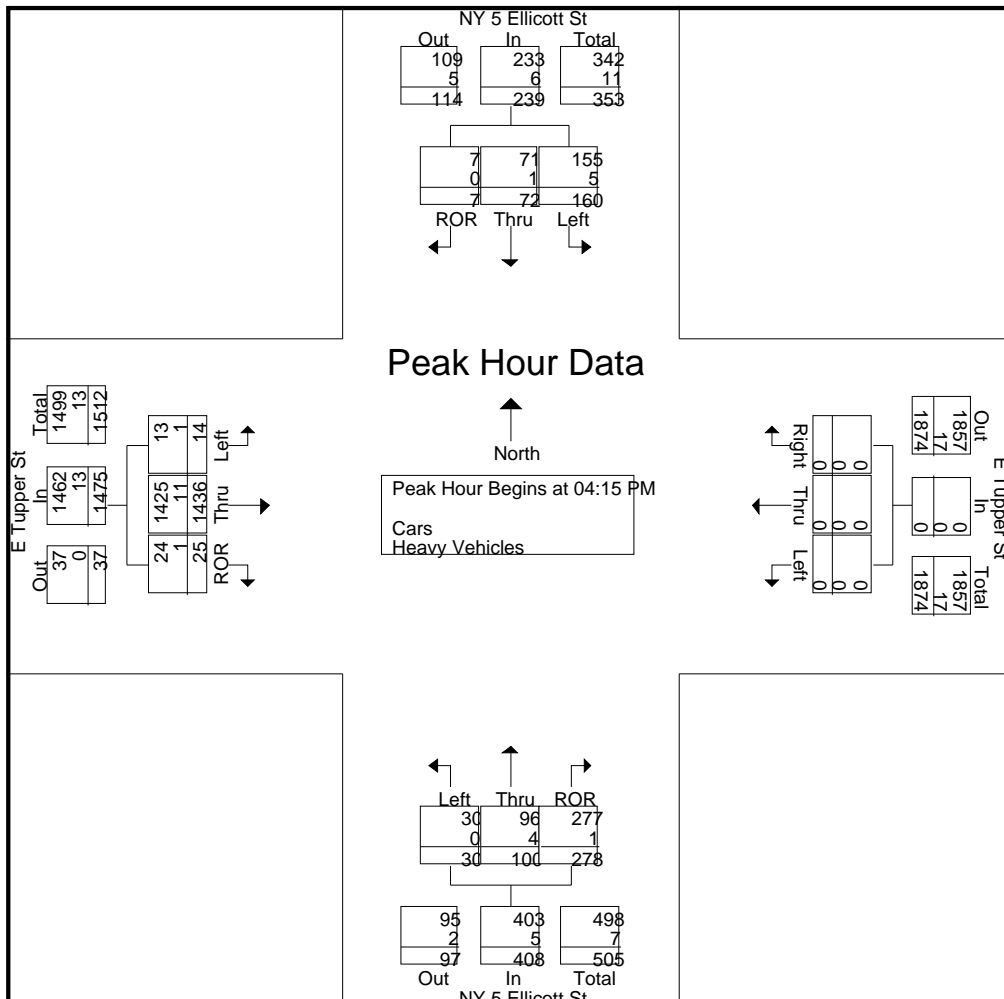 NY 5 Ellicott St
Out In Total
109 233 342
5 6 11
114 239 353
7 71 155
0 1 5
7 72 160
ROR Thru Left
Peak Hour Data
North
Peak Hour Begins at 04:15 PM
Cars
Heavy Vehicles
E Tupper St
Total
1499
13
1512
In
1462
13
1475
Out
37
0
37
Left
13
1
14
Thru
1425
11
1436
ROR
24
1
25
Right
0
0
0
Thru
0
0
0
Left
0
0
0
E Tupper St
Out
1857
17
1874
In
0
0
0
Total
1857
17
1874
Left Thru ROR
30 96 277
0 4 1
30 100 278
95 403 498
2 5 7
97 408 505
Out In Total
NY 5 Ellicott St